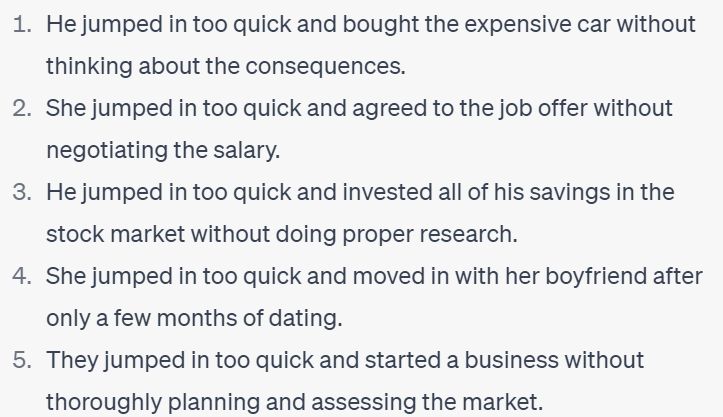 1. He jumped in too quick and bought the expensive car without
thinking about the consequences.
2. She jumped in too quick and agreed to the job offer without
negotiating the salary.
3. He jumped in too quick and invested all of his savings in the
stock market without doing proper research.
4. She jumped in too quick and moved in with her boyfriend after
only a few months of dating.
5. They jumped in too quick and started a business without
thoroughly planning and assessing the market.